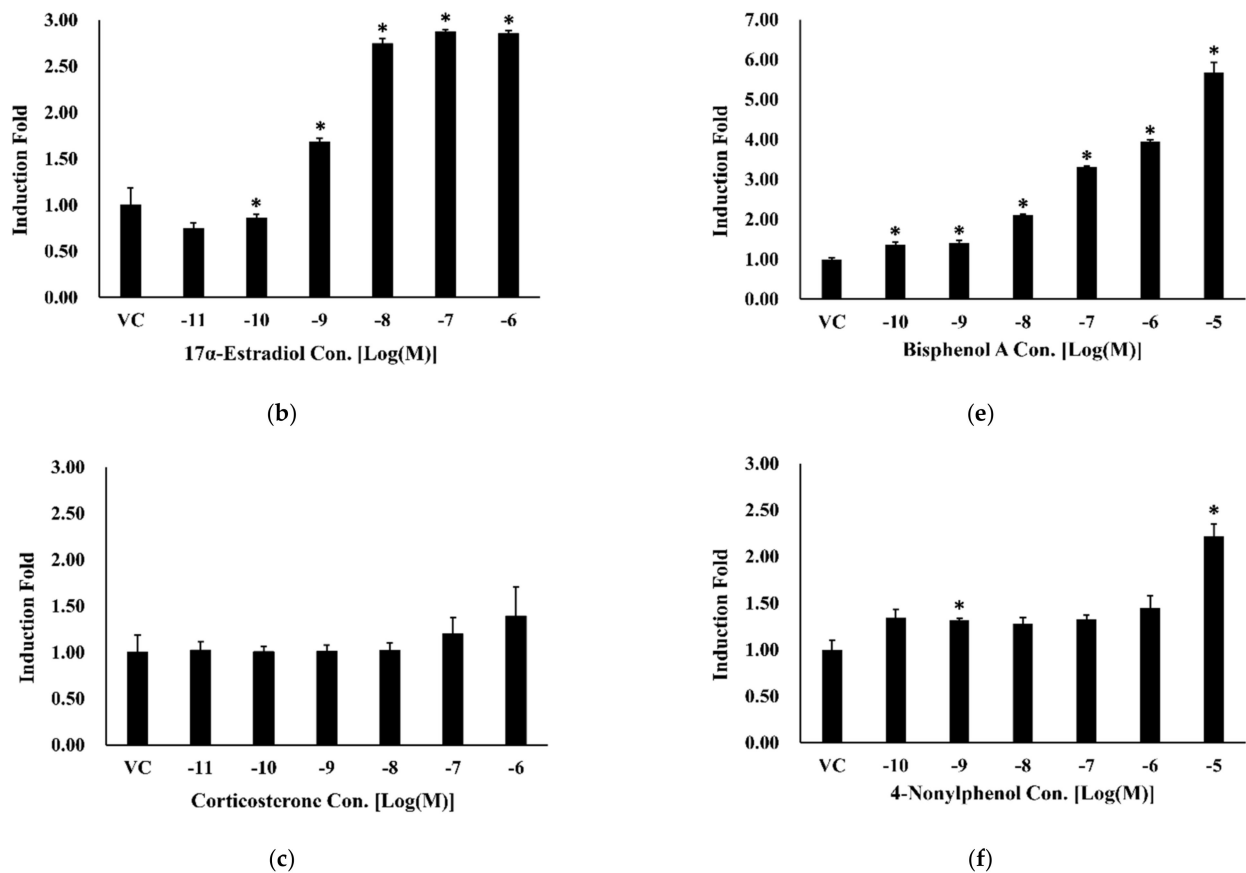 3.00
2.50
2.00
1.50
1.00
0.50
0.00
Induction Fold
* * * * *
VC -11 -10 -9 -8 -7 -6
17α-Estradiol Con. [Log(M)]
(b)
7.00
6.00
5.00
4.00
3.00
2.00
1.00
0.00
Induction Fold
* * * * * *
VC -10 -9 -8 -7 -6 -5
Bisphenol A Con. [Log(M)]
(e)
3.00
2.50
2.00
1.50
1.00
0.50
0.00
Induction Fold
VC -11 -10 -9 -8 -7 -6
Corticosterone Con. [Log(M)]
(c)
3.00
2.50
2.00
1.50
1.00
0.50
0.00
Induction Fold
* *
VC -10 -9 -8 -7 -6 -5
4-Nonylphenol Con. [Log(M)]
(f)